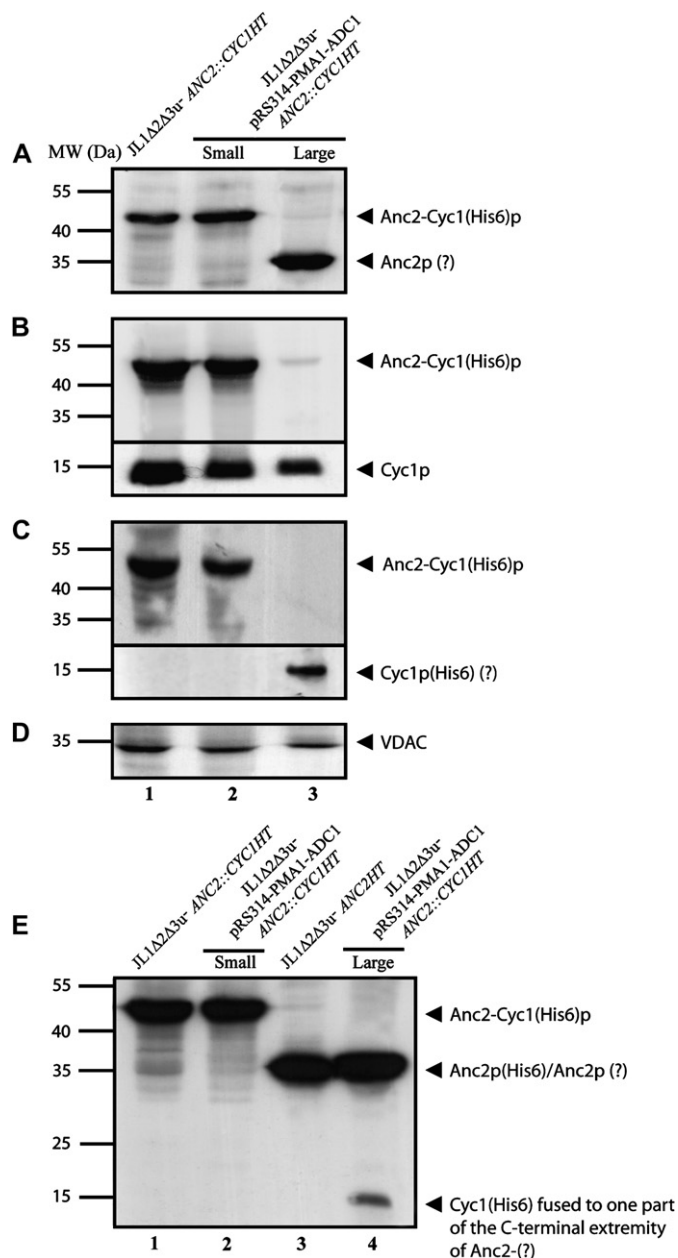 JL1Δ2Δ3u- ANC2::CYC1HT
JL1Δ2Δ3u-
pRS314-PMA1-ADC1
ANC2::CYC1HT
A
MW (Da)
Small
Large
55
40
35
Anc2-Cyc1(His6)p
Anc2p (?)
B
55
40
35
15
Anc2-Cyc1(His6)p
Cyc1p
C
55
40
35
15
Anc2-Cyc1(His6)p
Cyc1p(His6) (?)
D
35
VDAC
1
2
3
JL1Δ2Δ3u- ANC2::CYC1HT
JL1Δ2Δ3u-
pRS314-PMA1-ADC1
ANC2::CYC1HT
JL1Δ2Δ3u- ANC2HT
JL1Δ2Δ3u-
pRS314-PMA1-ADC1
ANC2::CYC1HT
E
Small
Large
55
40
35
25
15
Anc2-Cyc1(His6)p
Anc2p(His6)/Anc2p (?)
Cyc1(His6) fused to one part
of the C-terminal extremity
of Anc2-(?)
1
2
3
4